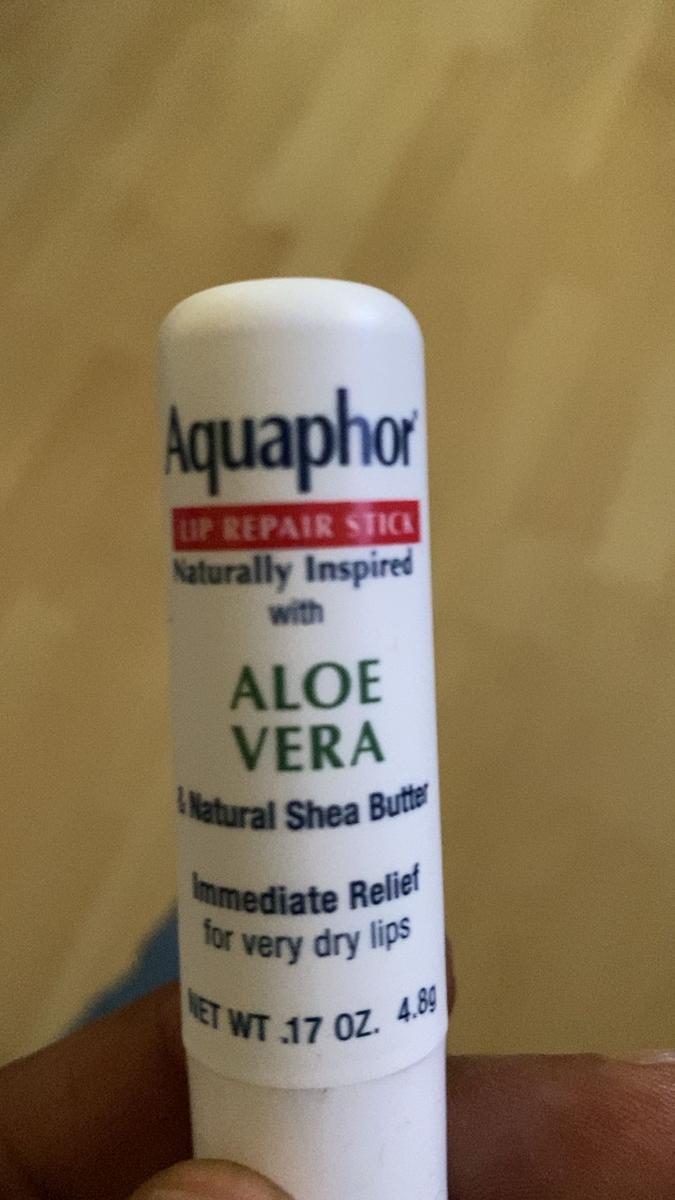 Aquaphor
LIP REPAIR STICK
Naturally Inspired
with
ALOE
VERA
& Natural Shea Butter
Immediate Relief
for very dry lips
NET WT .17 OZ. 4.8g